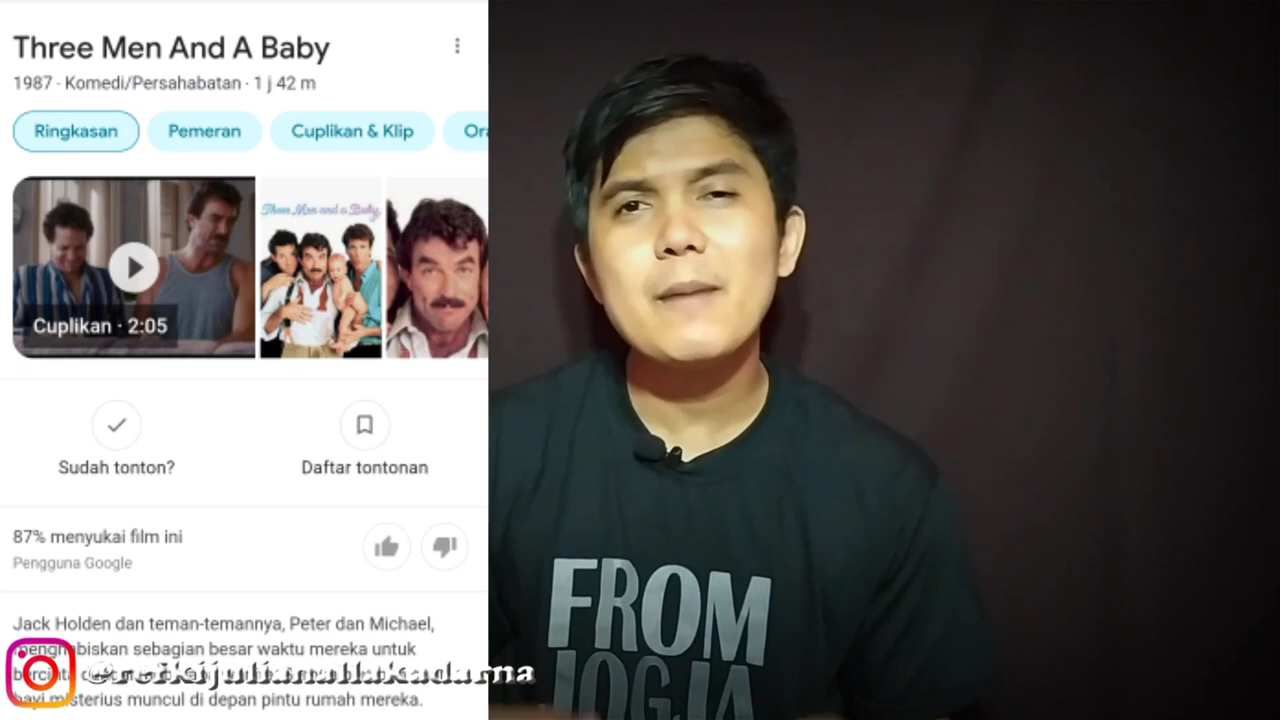 Three Men And A Baby
1987 · Komedi/Persahabatan · 1 j 42 m
Ringkasan
Pemeran
Cuplikan & Klip
Three Men and a Baby
Cuplikan · 2:05
Sudah tonton?
Daftar tontonan
87% menyukai film ini
Pengguna Google
Jack Holden dan teman-temannya, Peter dan Michael,
menghabiskan sebagian besar waktu mereka untuk
bayi misterius muncul di depan pintu rumah mereka.
FROM
JOGJA